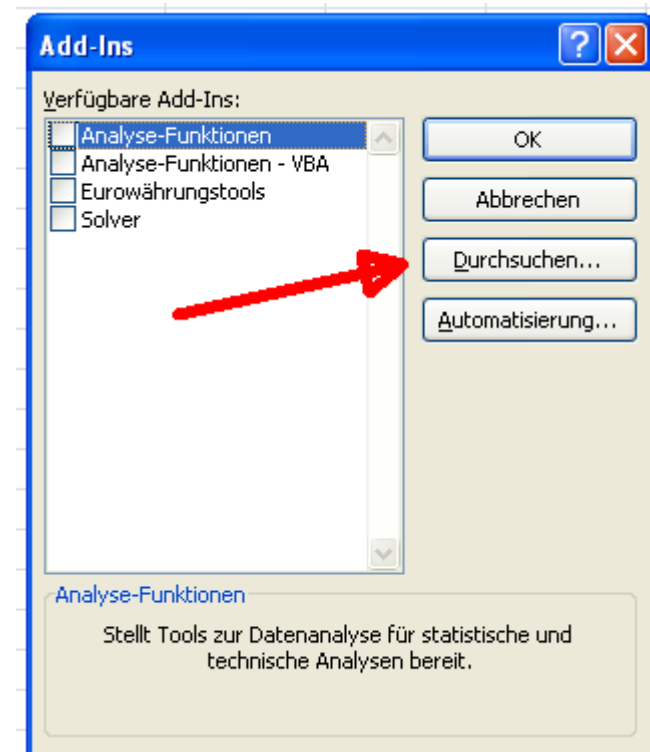 Add-Ins
Verfügbare Add-Ins:
Analyse-Funktionen
Analyse-Funktionen - VBA
Eurowährungstools
Solver
OK
Abbrechen
Durchsuchen...
Automatisierung...
Analyse-Funktionen
Stellt Tools zur Datenanalyse für statistische und
technische Analysen bereit.